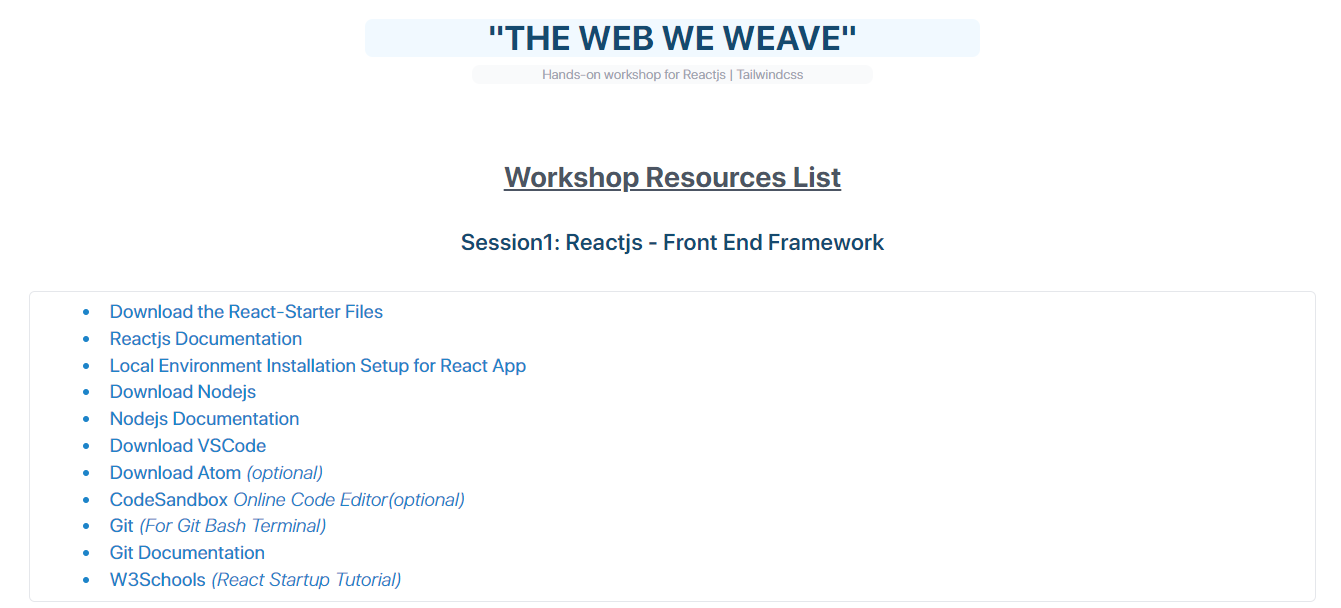 "THE WEB WE WEAVE"
Hands-on workshop for Reactjs | Tailwindcss
Workshop Resources List
Session1: Reactjs - Front End Framework
• Download the React-Starter Files
• Reactjs Documentation
• Local Environment Installation Setup for React App
• Download Nodejs
• Nodejs Documentation
• Download VSCode
• Download Atom (optional)
• CodeSandbox Online Code Editor(optional)
• Git (For Git Bash Terminal)
• Git Documentation
• W3Schools (React Startup Tutorial)